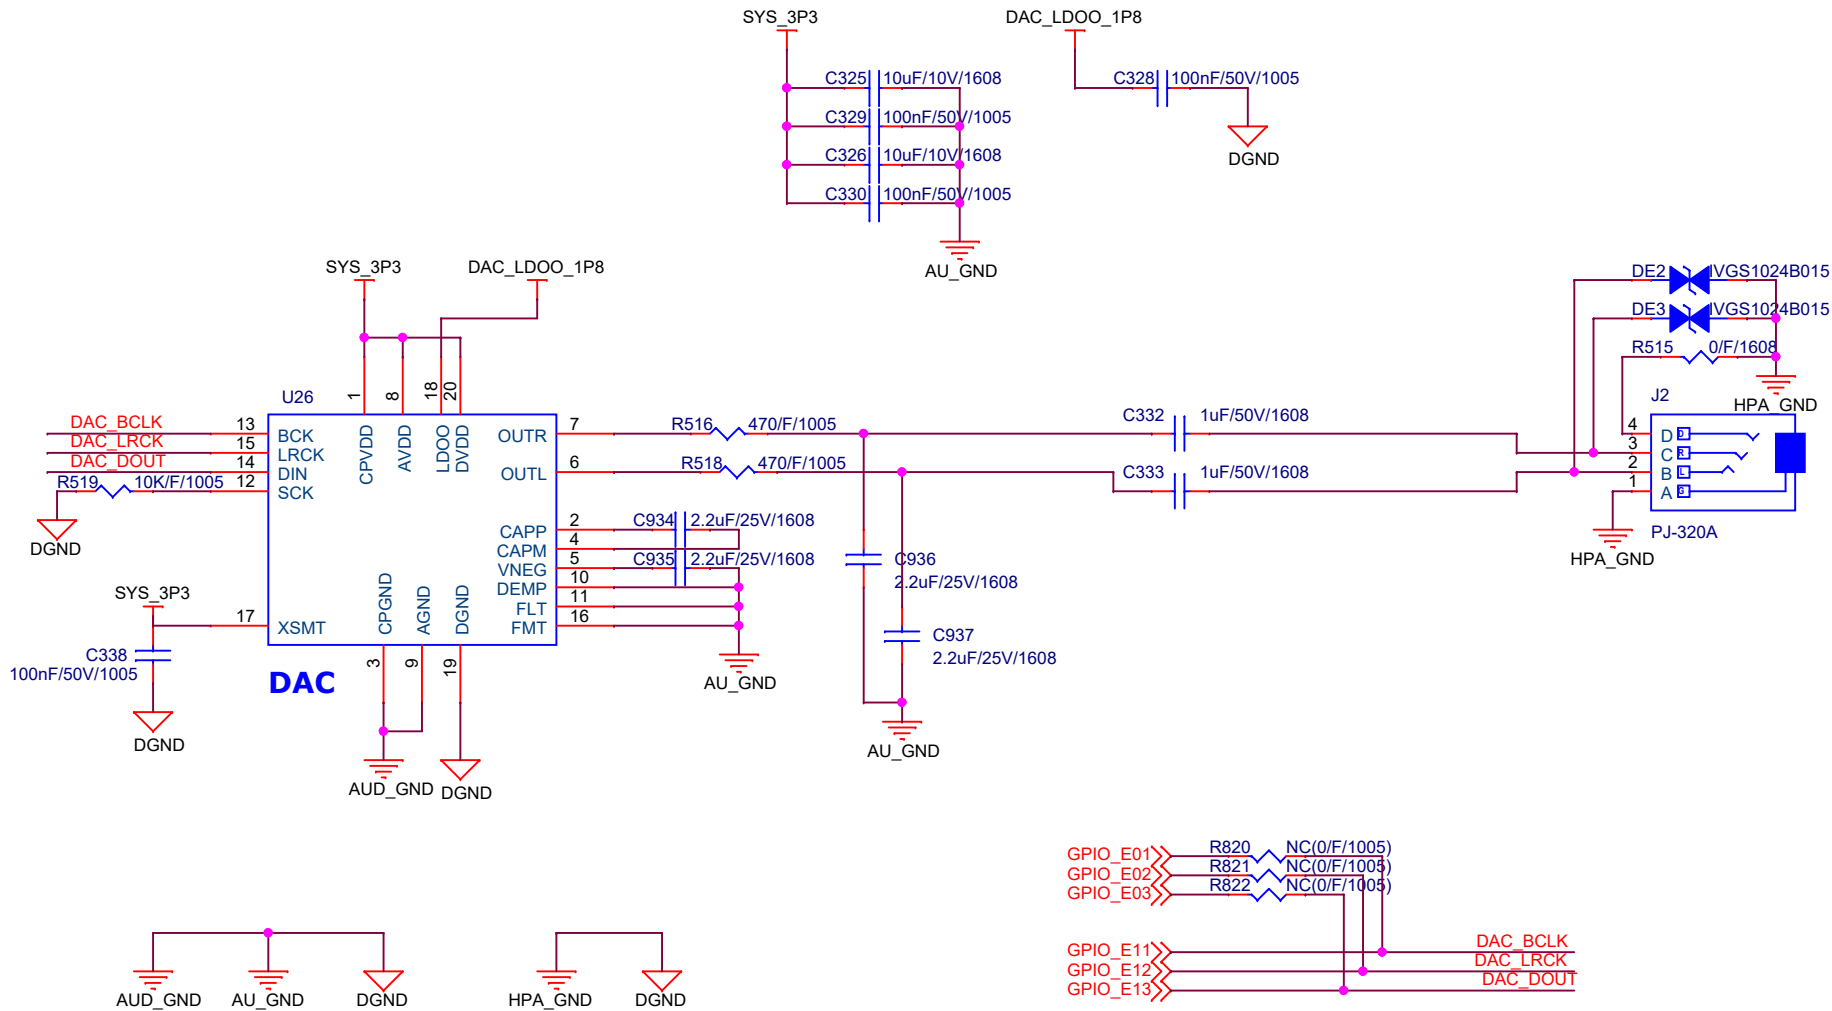 SYS_3P3
DAC_LDOO_1P8
C325 10uF/10V/1608
C328 100nF/50V/1005
C329 100nF/50V/1005
C326 10uF/10V/1608
C330 100nF/50V/1005
DGND
AU_GND
SYS_3P3
DAC_LDOO_1P8
DE2 IVGS1024B015
DE3 IVGS1024B015
R515 0/F/1608
HPA_GND
J2
4 D D
3 C R
2 B L
1 A G
PJ-320A
HPA_GND
U26
1 8 18 20
CPVDD AVDD LDOO DVDD
DAC_BCLK 13 BCK
DAC_LRCK 15 LRCK
DAC_DOUT 14 DIN
R519 10K/F/1005 12 SCK
DGND
OUTR 7 R516 470/F/1005
OUTL 6 R518 470/F/1005
C332 1uF/50V/1608
C333 1uF/50V/1608
CAPP 2 C934 2.2uF/25V/1608
CAPM 4
VNEG 5 C935 2.2uF/25V/1608
DEMP 10
FLT 11
FMT 16
C936
2.2uF/25V/1608
C937
2.2uF/25V/1608
SYS_3P3
17 XSMT
C338
100nF/50V/1005
DGND
CPGND AGND DGND
3 9 19
DAC
AU_GND
AU_GND
AUD_GND
DGND
GPIO_E01 R820 NC(0/F/1005)
GPIO_E02 R821 NC(0/F/1005)
GPIO_E03 R822 NC(0/F/1005)
GPIO_E11 DAC_BCLK
GPIO_E12 DAC_LRCK
GPIO_E13 DAC_DOUT
AUD_GND AU_GND DGND
HPA_GND DGND